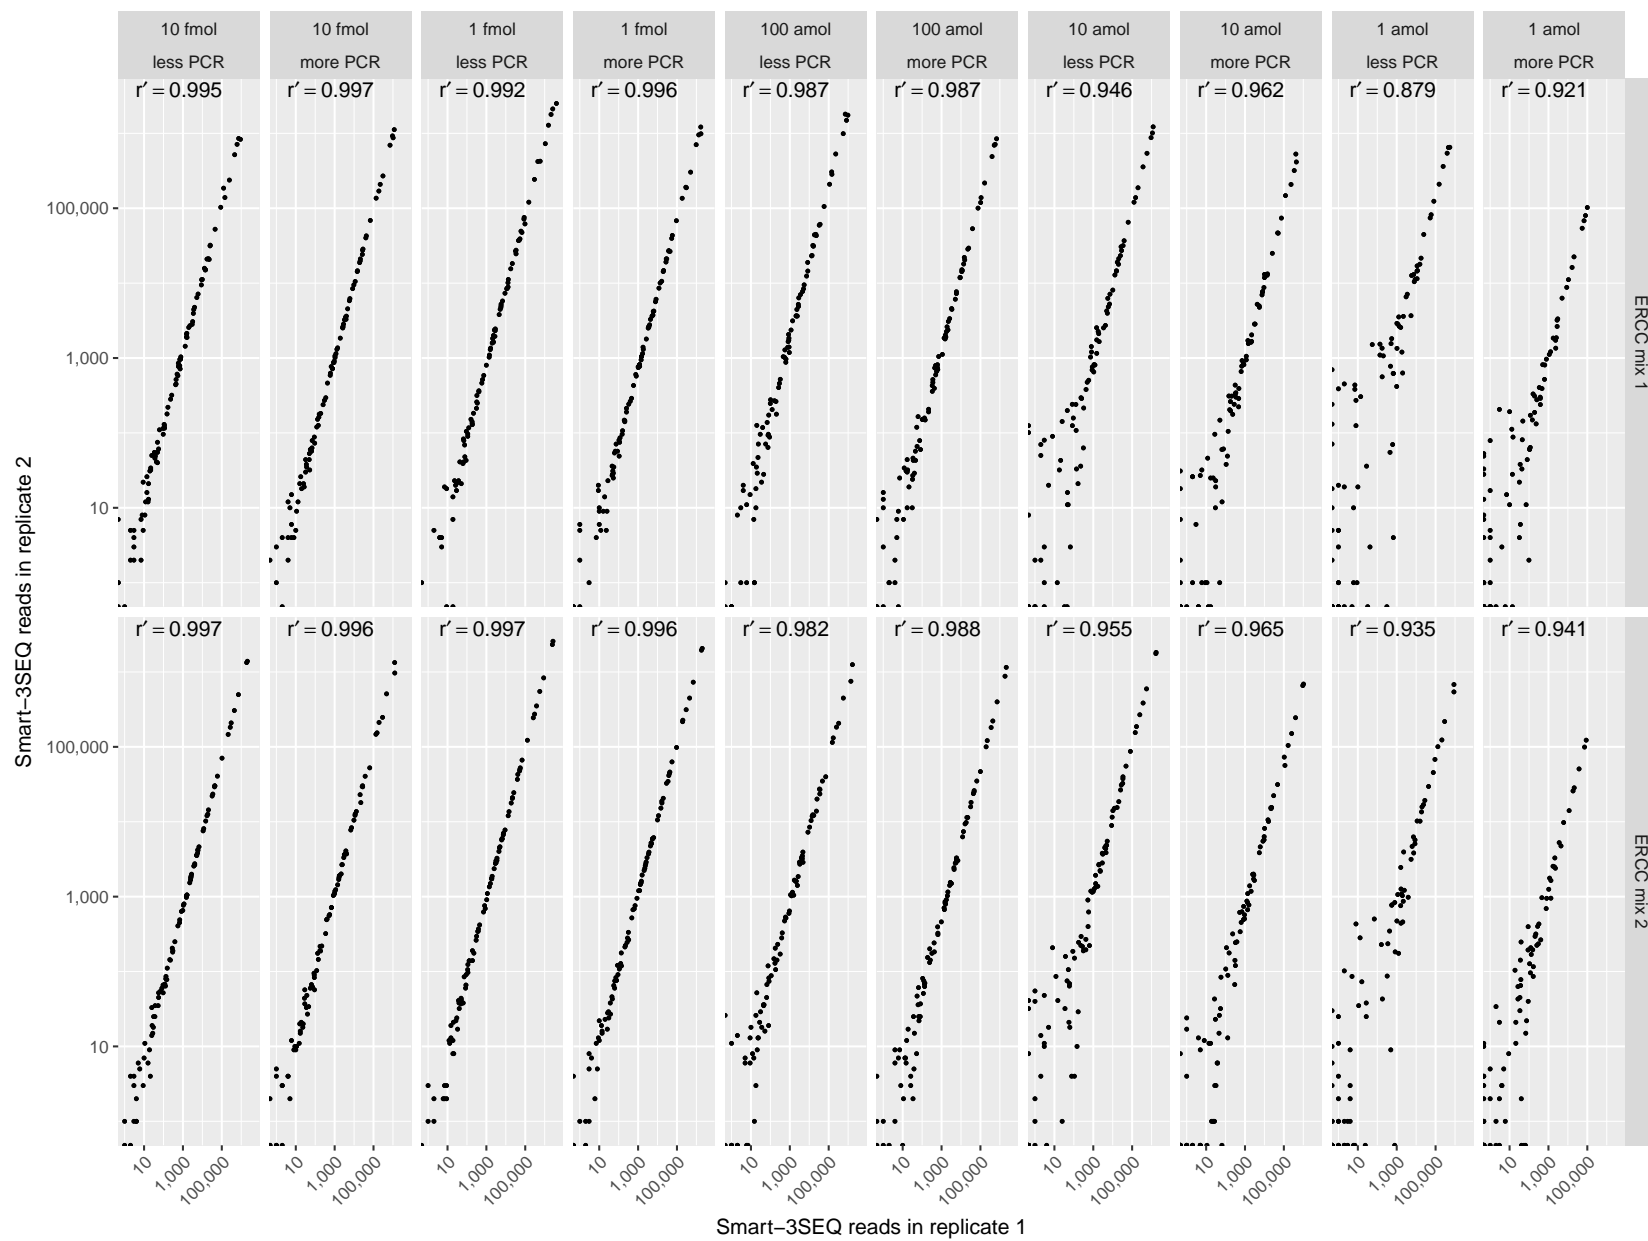 10 fmol 10 fmol 1 fmol 1 fmol 100 amol 100 amol 10 amol 10 amol 1 amol 1 amol
less PCR more PCR less PCR more PCR less PCR more PCR less PCR more PCR less PCR more PCR
r′ = 0.995 r′ = 0.997 r′ = 0.992 r′ = 0.996 r′ = 0.987 r′ = 0.987 r′ = 0.946 r′ = 0.962 r′ = 0.879 r′ = 0.921
100,000
1,000
10
ERCC mix 1
Smart−3SEQ reads in replicate 2
r′ = 0.997 r′ = 0.996 r′ = 0.997 r′ = 0.996 r′ = 0.982 r′ = 0.988 r′ = 0.955 r′ = 0.965 r′ = 0.935 r′ = 0.941
100,000
1,000
10
ERCC mix 2
10 1,000 100,000 10 1,000 100,000 10 1,000 100,000 10 1,000 100,000 10 1,000 100,000 10 1,000 100,000 10 1,000 100,000 10 1,000 100,000 10 1,000 100,000 10 1,000 100,000
Smart−3SEQ reads in replicate 1